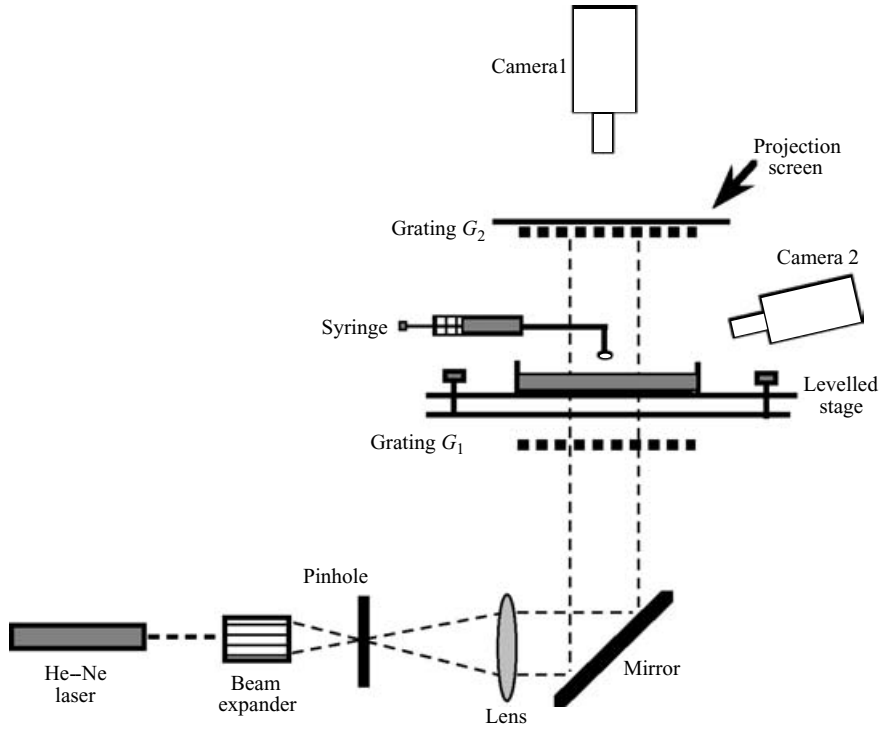 Camera1
Projection
screen
Grating G2
Camera 2
Syringe
Levelled
stage
Grating G1
Pinhole
He–Ne
laser
Beam
expander
Lens
Mirror